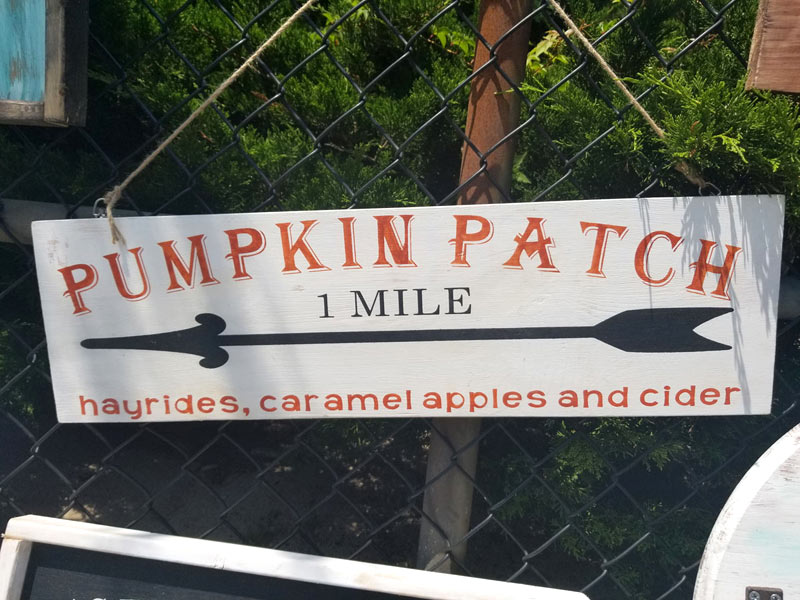 PUMPKIN PATCH
1 MILE
hayrides, caramel apples and cider